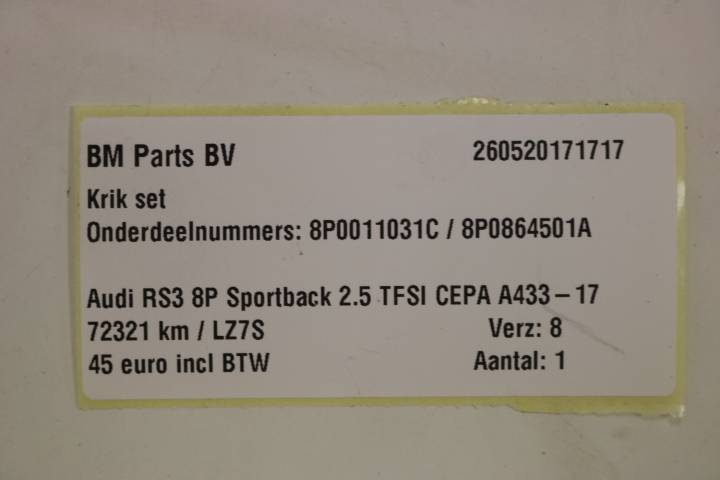 BM Parts BV 260520171717
Krik set
Onderdeelnummers: 8P0011031C / 8P0864501A
Audi RS3 8P Sportback 2.5 TFSI CEPA A433-17
72321 km / LZ7S Verz: 8
45 euro incl BTW Aantal: 1